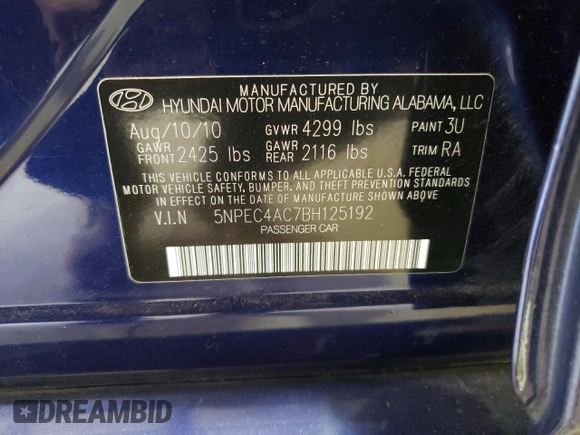 MANUFACTURED BY
HYUNDAI MOTOR MANUFACTURING ALABAMA, LLC
Aug/10/10 GVWR 4299 lbs PAINT 3U
GAWR FRONT 2425 lbs GAWR REAR 2116 lbs TRIM RA
THIS VEHICLE CONFORMS TO ALL APPLICABLE U.S.A. FEDERAL
MOTOR VEHICLE SAFETY, BUMPER, AND THEFT PREVENTION STANDARDS
IN EFFECT ON THE DATE OF MANUFACTURE SHOWN ABOVE
V.I.N 5NPEC4AC7BH125192
PASSENGER CAR
DREAMBID